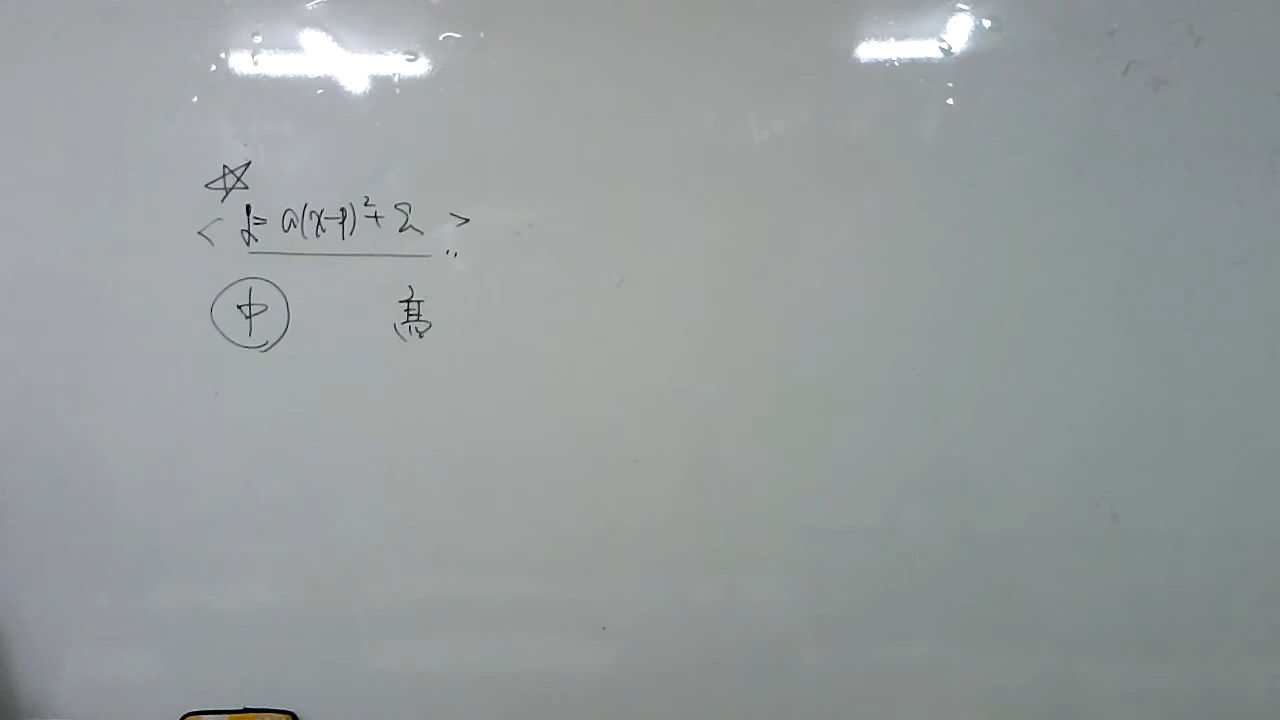 ☆
< y = a(x-p)²+q >
中 高